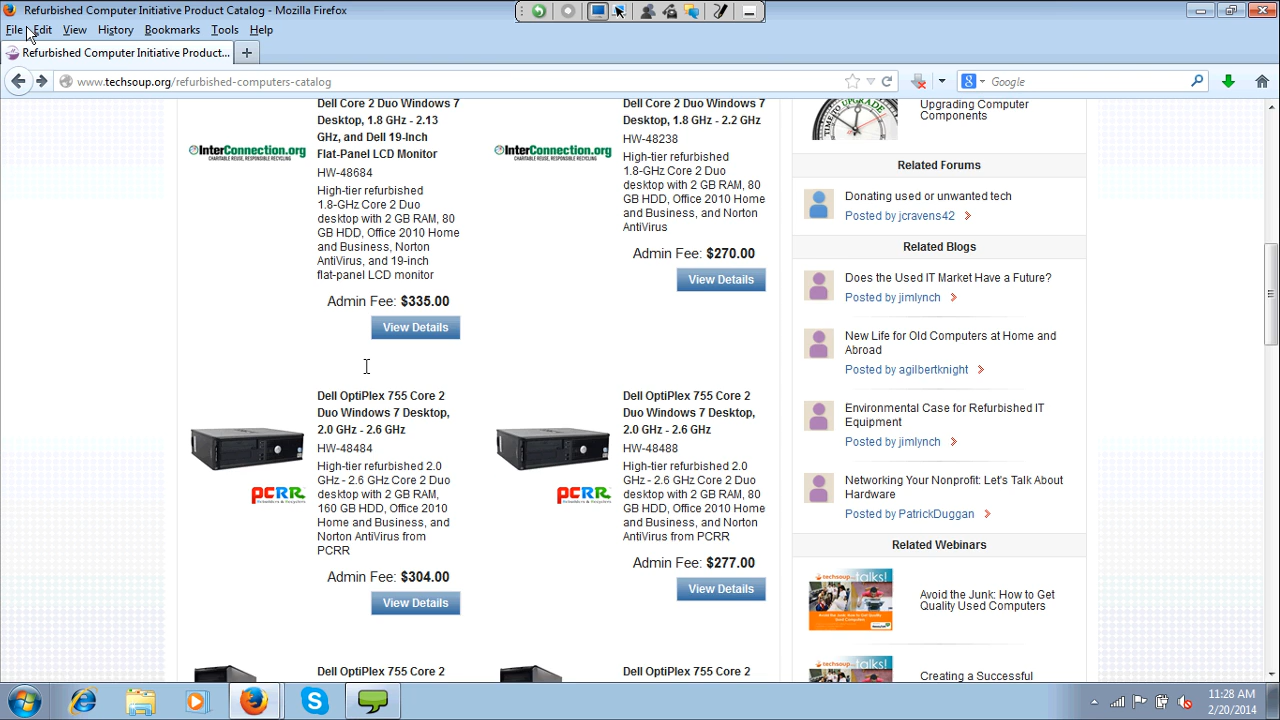 Refurbished Computer Initiative Product Catalog - Mozilla Firefox
File Edit View History Bookmarks Tools Help
Refurbished Computer Initiative Product...
www.techsoup.org/refurbished-computers-catalog
Google
Dell Core 2 Duo Windows 7
Desktop, 1.8 GHz - 2.13
GHz, and Dell 19-Inch
Flat-Panel LCD Monitor
InterConnection.org
CHARITABLE REUSE, RESPONSIBLE RECYCLING
HW-48684
High-tier refurbished
1.8-GHz Core 2 Duo
desktop with 2 GB RAM, 80
GB HDD, Office 2010 Home
and Business, Norton
AntiVirus, and 19-inch
flat-panel LCD monitor
Admin Fee: $335.00
View Details
Dell Core 2 Duo Windows 7
Desktop, 1.8 GHz - 2.2 GHz
InterConnection.org
CHARITABLE REUSE, RESPONSIBLE RECYCLING
HW-48238
High-tier refurbished
1.8-GHz Core 2 Duo
desktop with 2 GB RAM, 80
GB HDD, Office 2010 Home
and Business, and Norton
AntiVirus
Admin Fee: $270.00
View Details
Dell OptiPlex 755 Core 2
Duo Windows 7 Desktop,
2.0 GHz - 2.6 GHz
HW-48484
PCRR
High-tier refurbished 2.0
GHz - 2.6 GHz Core 2 Duo
desktop with 2 GB RAM,
160 GB HDD, Office 2010
Home and Business, and
Norton AntiVirus from
PCRR
Admin Fee: $304.00
View Details
Dell OptiPlex 755 Core 2
Duo Windows 7 Desktop,
2.0 GHz - 2.6 GHz
HW-48488
PCRR
High-tier refurbished 2.0
GHz - 2.6 GHz Core 2 Duo
desktop with 2 GB RAM, 80
GB HDD, Office 2010 Home
and Business, and Norton
AntiVirus from PCRR
Admin Fee: $277.00
View Details
Dell OptiPlex 755 Core 2
Dell OptiPlex 755 Core 2
TIME TO UPGRADE
Upgrading Computer
Components
Related Forums
Donating used or unwanted tech
Posted by jcravens42
Related Blogs
Does the Used IT Market Have a Future?
Posted by jimlynch
New Life for Old Computers at Home and
Abroad
Posted by agilbertknight
Environmental Case for Refurbished IT
Equipment
Posted by jimlynch
Networking Your Nonprofit: Let's Talk About
Hardware
Posted by PatrickDuggan
Related Webinars
techsoup talks!
Avoid the Junk: How to Get
Quality Used Computers
techsoup talks!
Creating a Successful
11:28 AM
2/20/2014